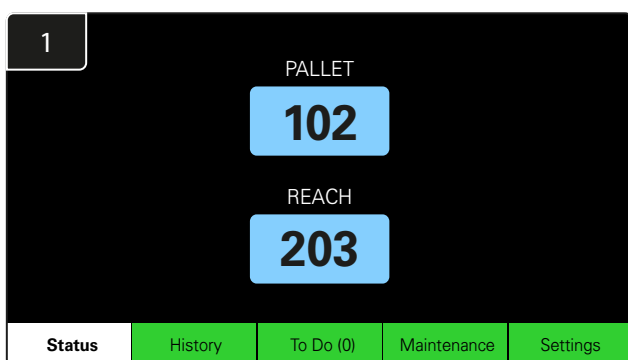 1
PALLET
102
REACH
203
Status History To Do (0) Maintenance Settings